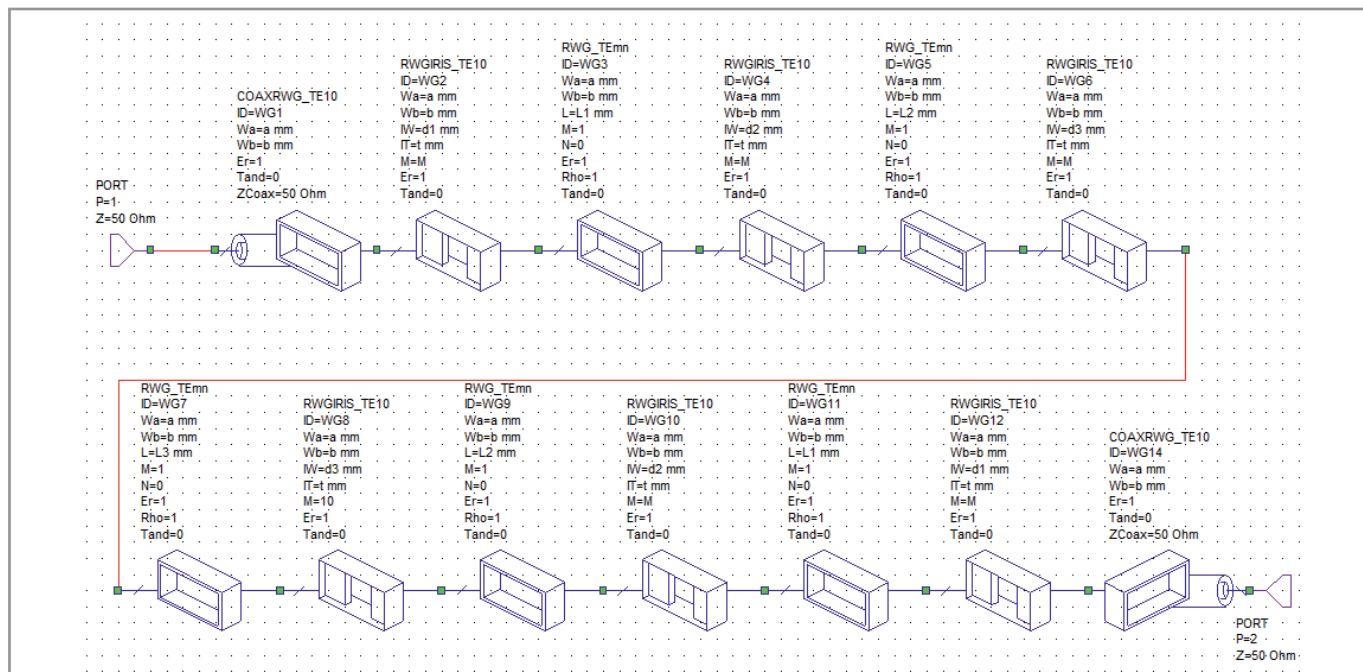 PORT
P=1
Z=50 Ohm
COAXRWG_TE10
ID=WG1
Wa=a mm
Wb=b mm
Er=1
Tand=0
ZCoax=50 Ohm
RWGIRIS_TE10
ID=WG2
Wa=a mm
Wb=b mm
IW=d1 mm
IT=t mm
M=M
Er=1
Tand=0
RWG_TEmn
ID=WG3
Wa=a mm
Wb=b mm
L=L1 mm
M=1
N=0
Er=1
Rho=1
Tand=0
RWGIRIS_TE10
ID=WG4
Wa=a mm
Wb=b mm
IW=d2 mm
IT=t mm
M=M
Er=1
Tand=0
RWG_TEmn
ID=WG5
Wa=a mm
Wb=b mm
L=L2 mm
M=1
N=0
Er=1
Rho=1
Tand=0
RWGIRIS_TE10
ID=WG6
Wa=a mm
Wb=b mm
IW=d3 mm
IT=t mm
M=M
Er=1
Tand=0
RWG_TEmn
ID=WG7
Wa=a mm
Wb=b mm
L=L3 mm
M=1
N=0
Er=1
Rho=1
Tand=0
RWGIRIS_TE10
ID=WG8
Wa=a mm
Wb=b mm
IW=d3 mm
IT=t mm
M=10
Er=1
Tand=0
RWG_TEmn
ID=WG9
Wa=a mm
Wb=b mm
L=L2 mm
M=1
N=0
Er=1
Rho=1
Tand=0
RWGIRIS_TE10
ID=WG10
Wa=a mm
Wb=b mm
IW=d2 mm
IT=t mm
M=M
Er=1
Tand=0
RWG_TEmn
ID=WG11
Wa=a mm
Wb=b mm
L=L1 mm
M=1
N=0
Er=1
Rho=1
Tand=0
RWGIRIS_TE10
ID=WG12
Wa=a mm
Wb=b mm
IW=d1 mm
IT=t mm
M=M
Er=1
Tand=0
COAXRWG_TE10
ID=WG14
Wa=a mm
Wb=b mm
Er=1
Tand=0
ZCoax=50 Ohm
PORT
P=2
Z=50 Ohm